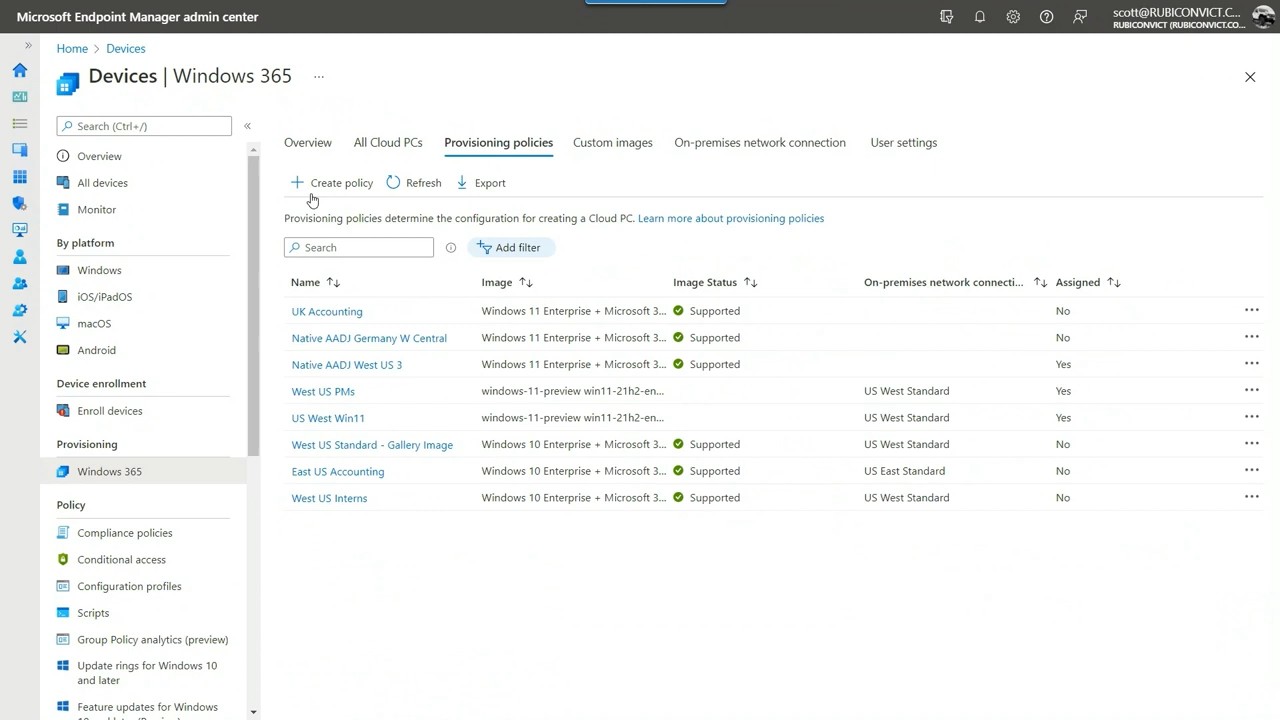 Microsoft Endpoint Manager admin center
scott@RUBICONVICT.C...
RUBICONVICT (RUBICONVICT.CO...
Home > Devices
Devices | Windows 365 ...
Search (Ctrl+/)
Overview
All devices
Monitor
By platform
Windows
iOS/iPadOS
macOS
Android
Device enrollment
Enroll devices
Provisioning
Windows 365
Policy
Compliance policies
Conditional access
Configuration profiles
Scripts
Group Policy analytics (preview)
Update rings for Windows 10
and later
Feature updates for Windows
Overview All Cloud PCs Provisioning policies Custom images On-premises network connection User settings
Create policy Refresh Export
Provisioning policies determine the configuration for creating a Cloud PC. Learn more about provisioning policies
Search Add filter
Name Image Image Status On-premises network connecti... Assigned
UK Accounting Windows 11 Enterprise + Microsoft 3... Supported No
Native AADJ Germany W Central Windows 11 Enterprise + Microsoft 3... Supported No
Native AADJ West US 3 Windows 11 Enterprise + Microsoft 3... Supported Yes
West US PMs windows-11-preview win11-21h2-en... US West Standard Yes
US West Win11 windows-11-preview win11-21h2-en... US West Standard Yes
West US Standard - Gallery Image Windows 10 Enterprise + Microsoft 3... Supported US West Standard No
East US Accounting Windows 10 Enterprise + Microsoft 3... Supported US East Standard No
West US Interns Windows 10 Enterprise + Microsoft 3... Supported US West Standard No